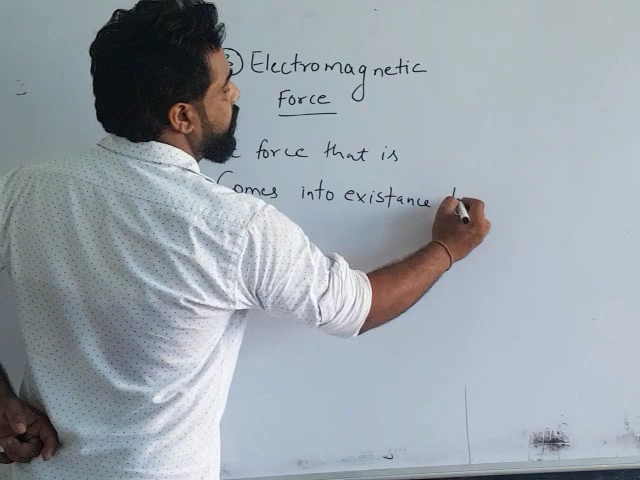 Electromagnetic
Force
force that is
Comes into existance